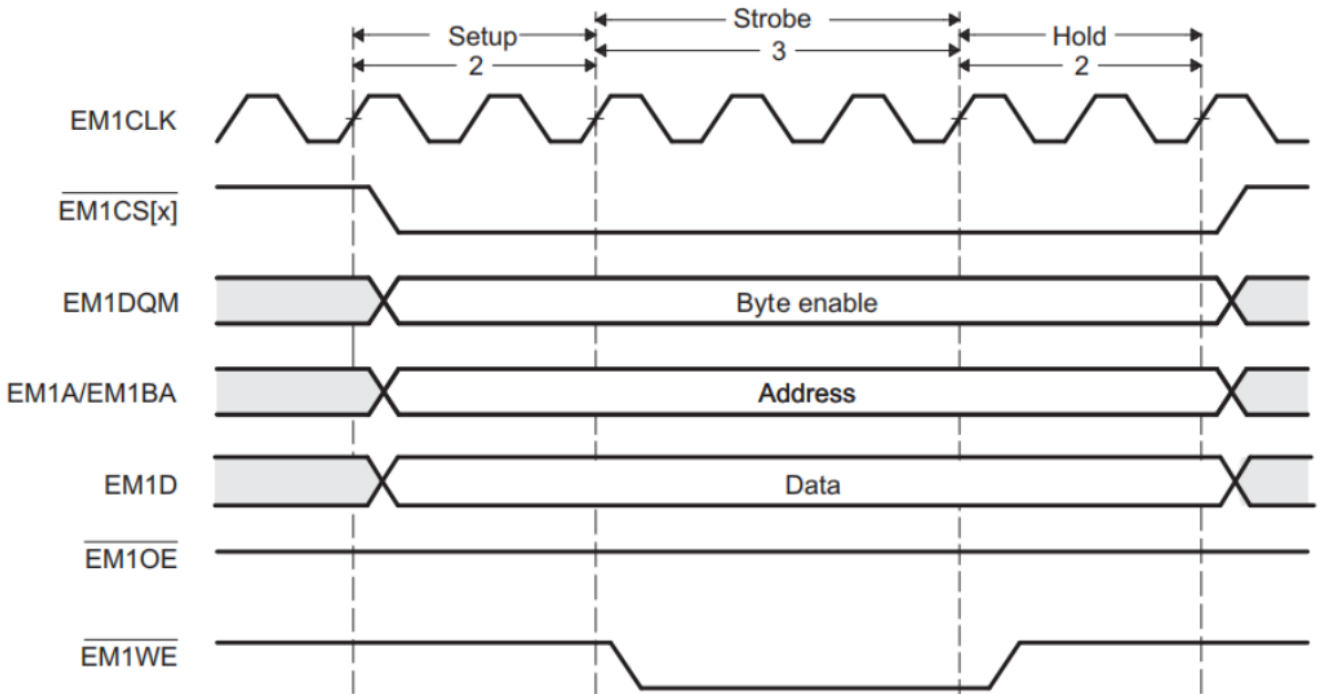 Setup
2
Strobe
3
Hold
2
EM1CLK
EM1CS[x]
EM1DQM
Byte enable
EM1A/EM1BA
Address
EM1D
Data
EM1OE
EM1WE